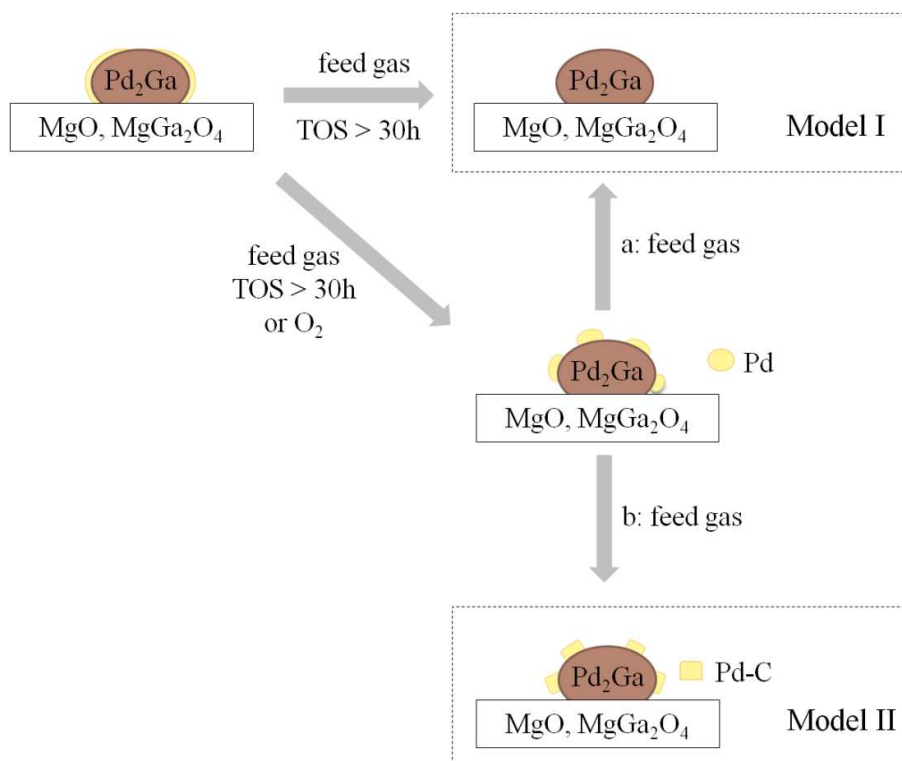 Pd₂Ga
MgO, MgGa₂O₄
feed gas
TOS > 30h
Pd₂Ga
MgO, MgGa₂O₄
Model I
feed gas
TOS > 30h
or O₂
a: feed gas
Pd₂Ga
MgO, MgGa₂O₄
Pd
b: feed gas
Pd₂Ga
MgO, MgGa₂O₄
Pd-C
Model II